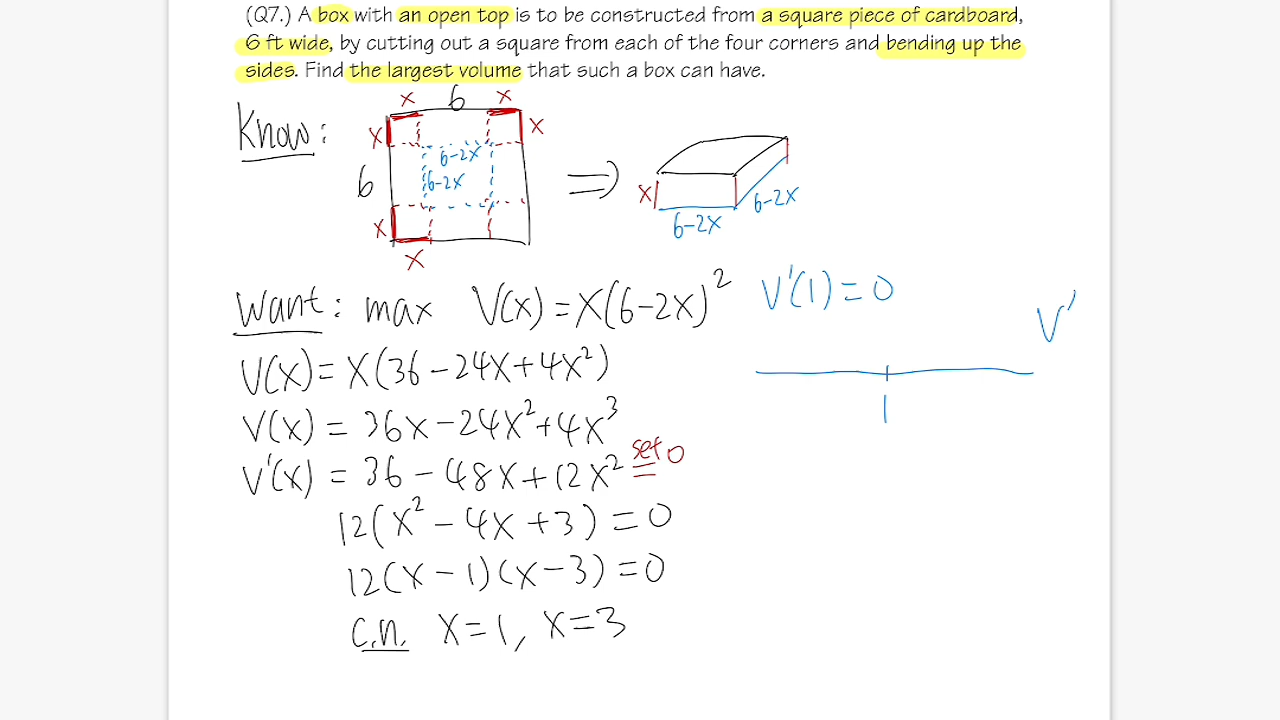 (Q7.) A box with an open top is to be constructed from a square piece of cardboard,
6 ft wide, by cutting out a square from each of the four corners and bending up the
sides. Find the largest volume that such a box can have.
Know:
x 6 x
x x
6-2x
6 6-2x
x
x
⇒
x
6-2x
6-2x
Want: max V(x) = x(6-2x)²
V(x) = x(36-24x+4x²)
V(x) = 36x-24x²+4x³
V'(x) = 36-48x+12x² set = 0
12(x²-4x+3) = 0
12(x-1)(x-3) = 0
c.n. x=1, x=3
V'(1) = 0
V'
1